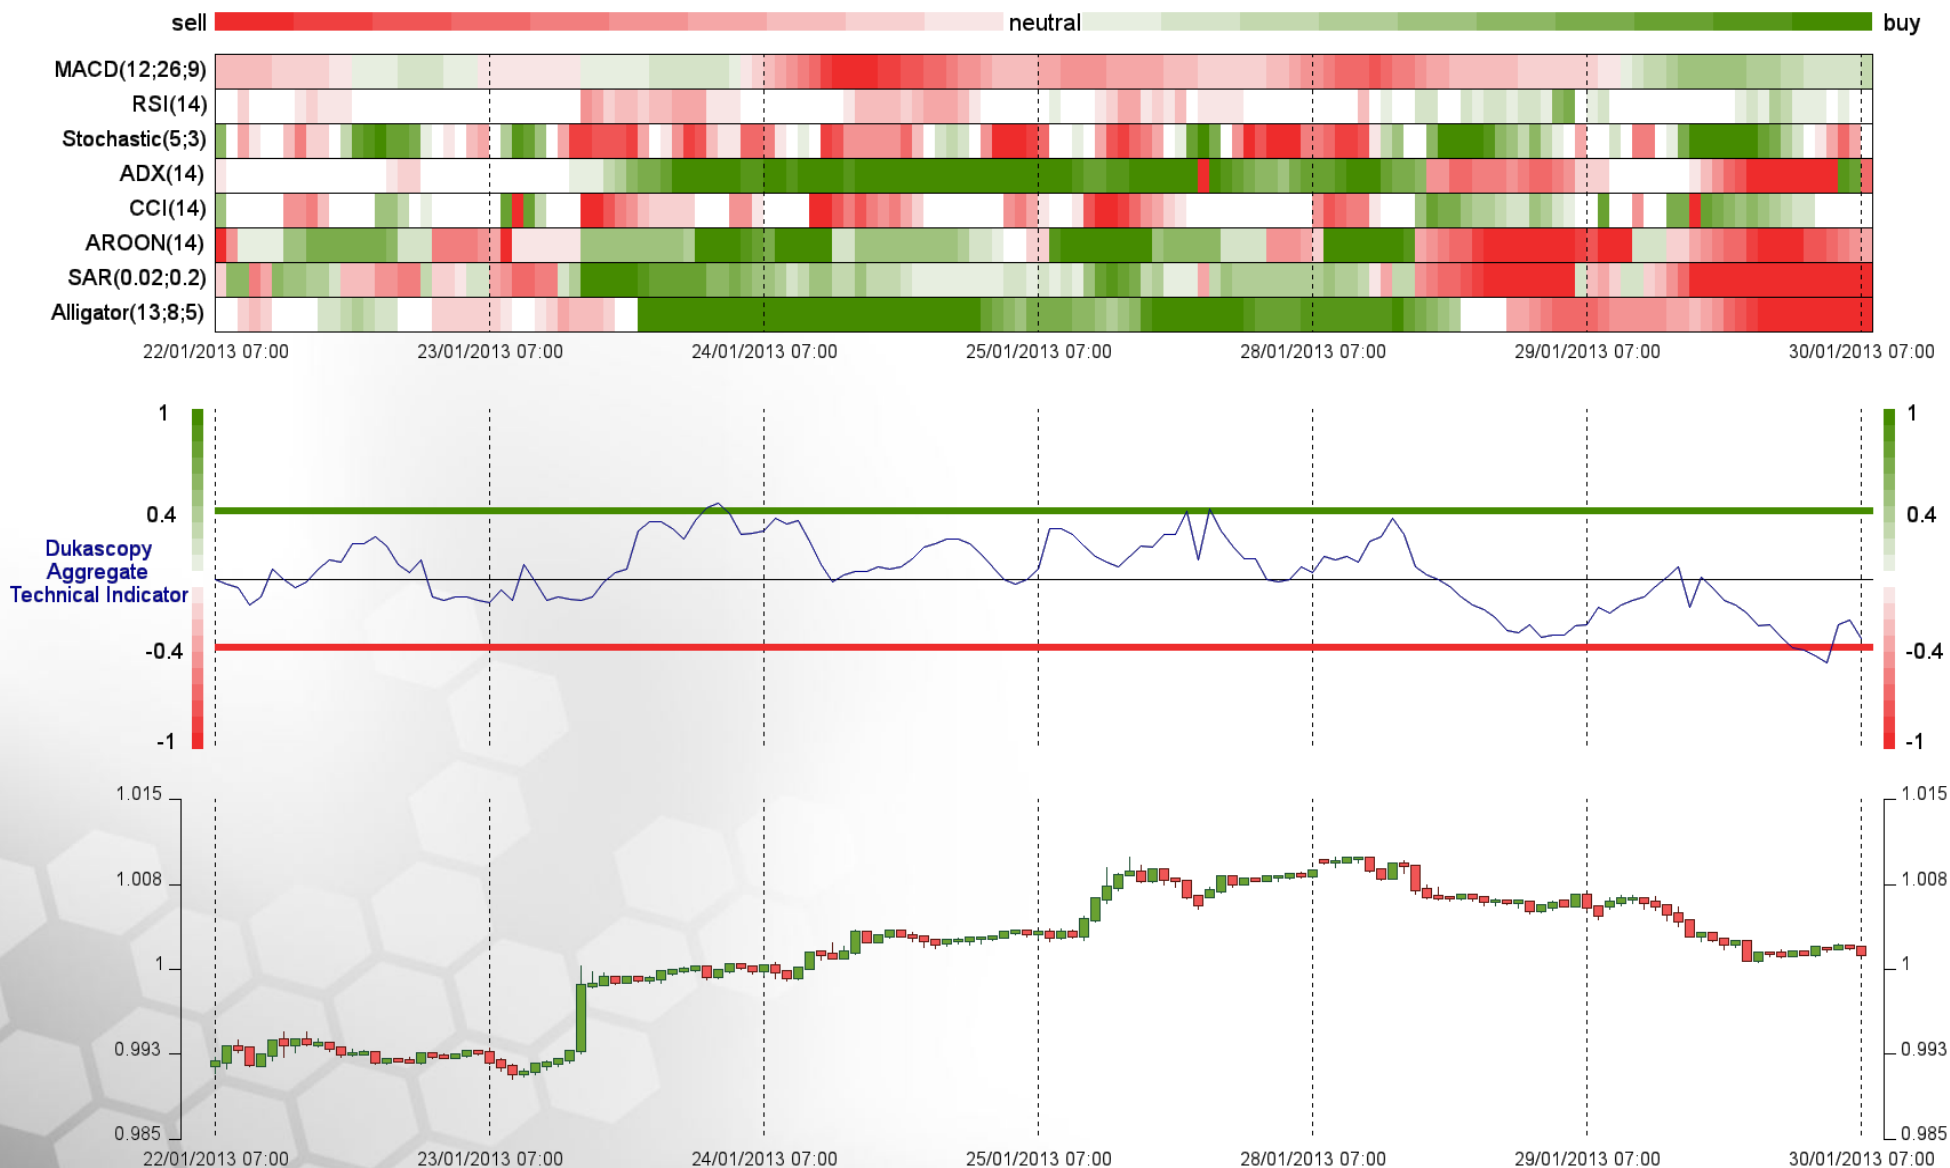 sell neutral buy
MACD(12;26;9)
RSI(14)
Stochastic(5;3)
ADX(14)
CCI(14)
AROON(14)
SAR(0.02;0.2)
Alligator(13;8;5)
22/01/2013 07:00 23/01/2013 07:00 24/01/2013 07:00 25/01/2013 07:00 28/01/2013 07:00 29/01/2013 07:00 30/01/2013 07:00
1 1
0.4 0.4
Dukascopy
Aggregate
Technical Indicator
-0.4 -0.4
-1 -1
1.015 1.015
1.008 1.008
1 1
0.993 0.993
0.985 0.985
22/01/2013 07:00 23/01/2013 07:00 24/01/2013 07:00 25/01/2013 07:00 28/01/2013 07:00 29/01/2013 07:00 30/01/2013 07:00